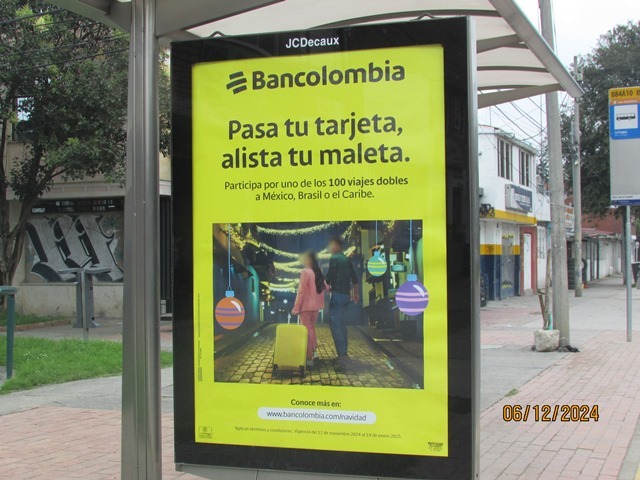 JCDecaux
Bancolombia
Pasa tu tarjeta,
alista tu maleta.
Participa por uno de los 100 viajes dobles
a México, Brasil o el Caribe.
Conoce más en:
www.bancolombia.com/navidad
06/12/2024